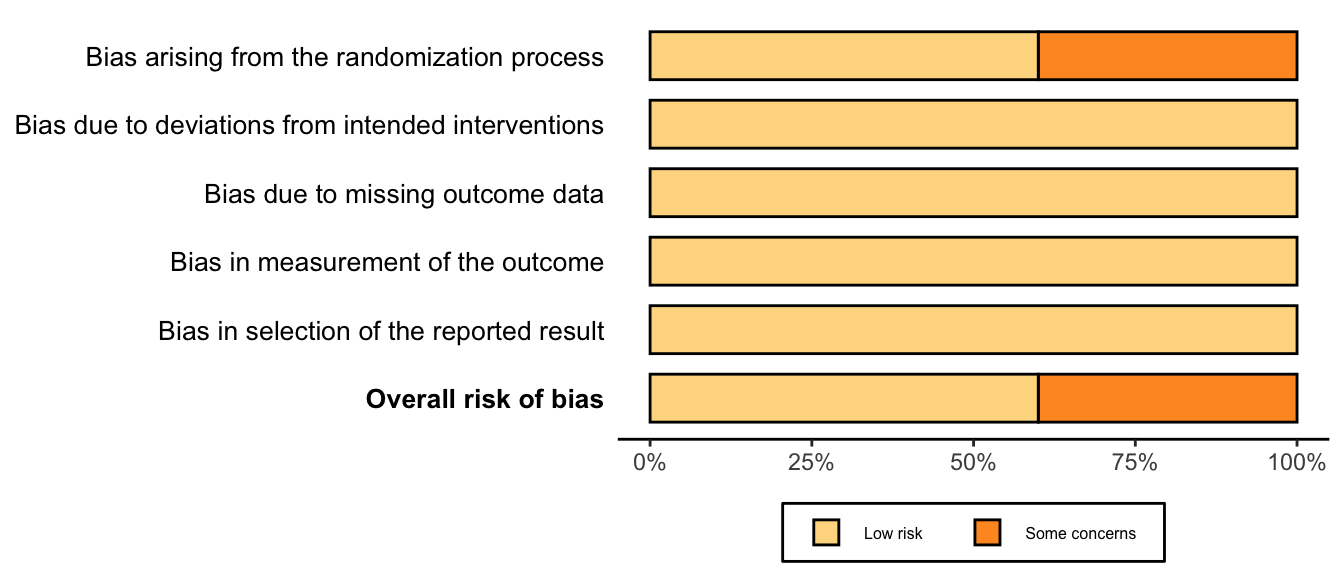 Bias arising from the randomization process
Bias due to deviations from intended interventions
Bias due to missing outcome data
Bias in measurement of the outcome
Bias in selection of the reported result
Overall risk of bias
0% 25% 50% 75% 100%
Low risk Some concerns